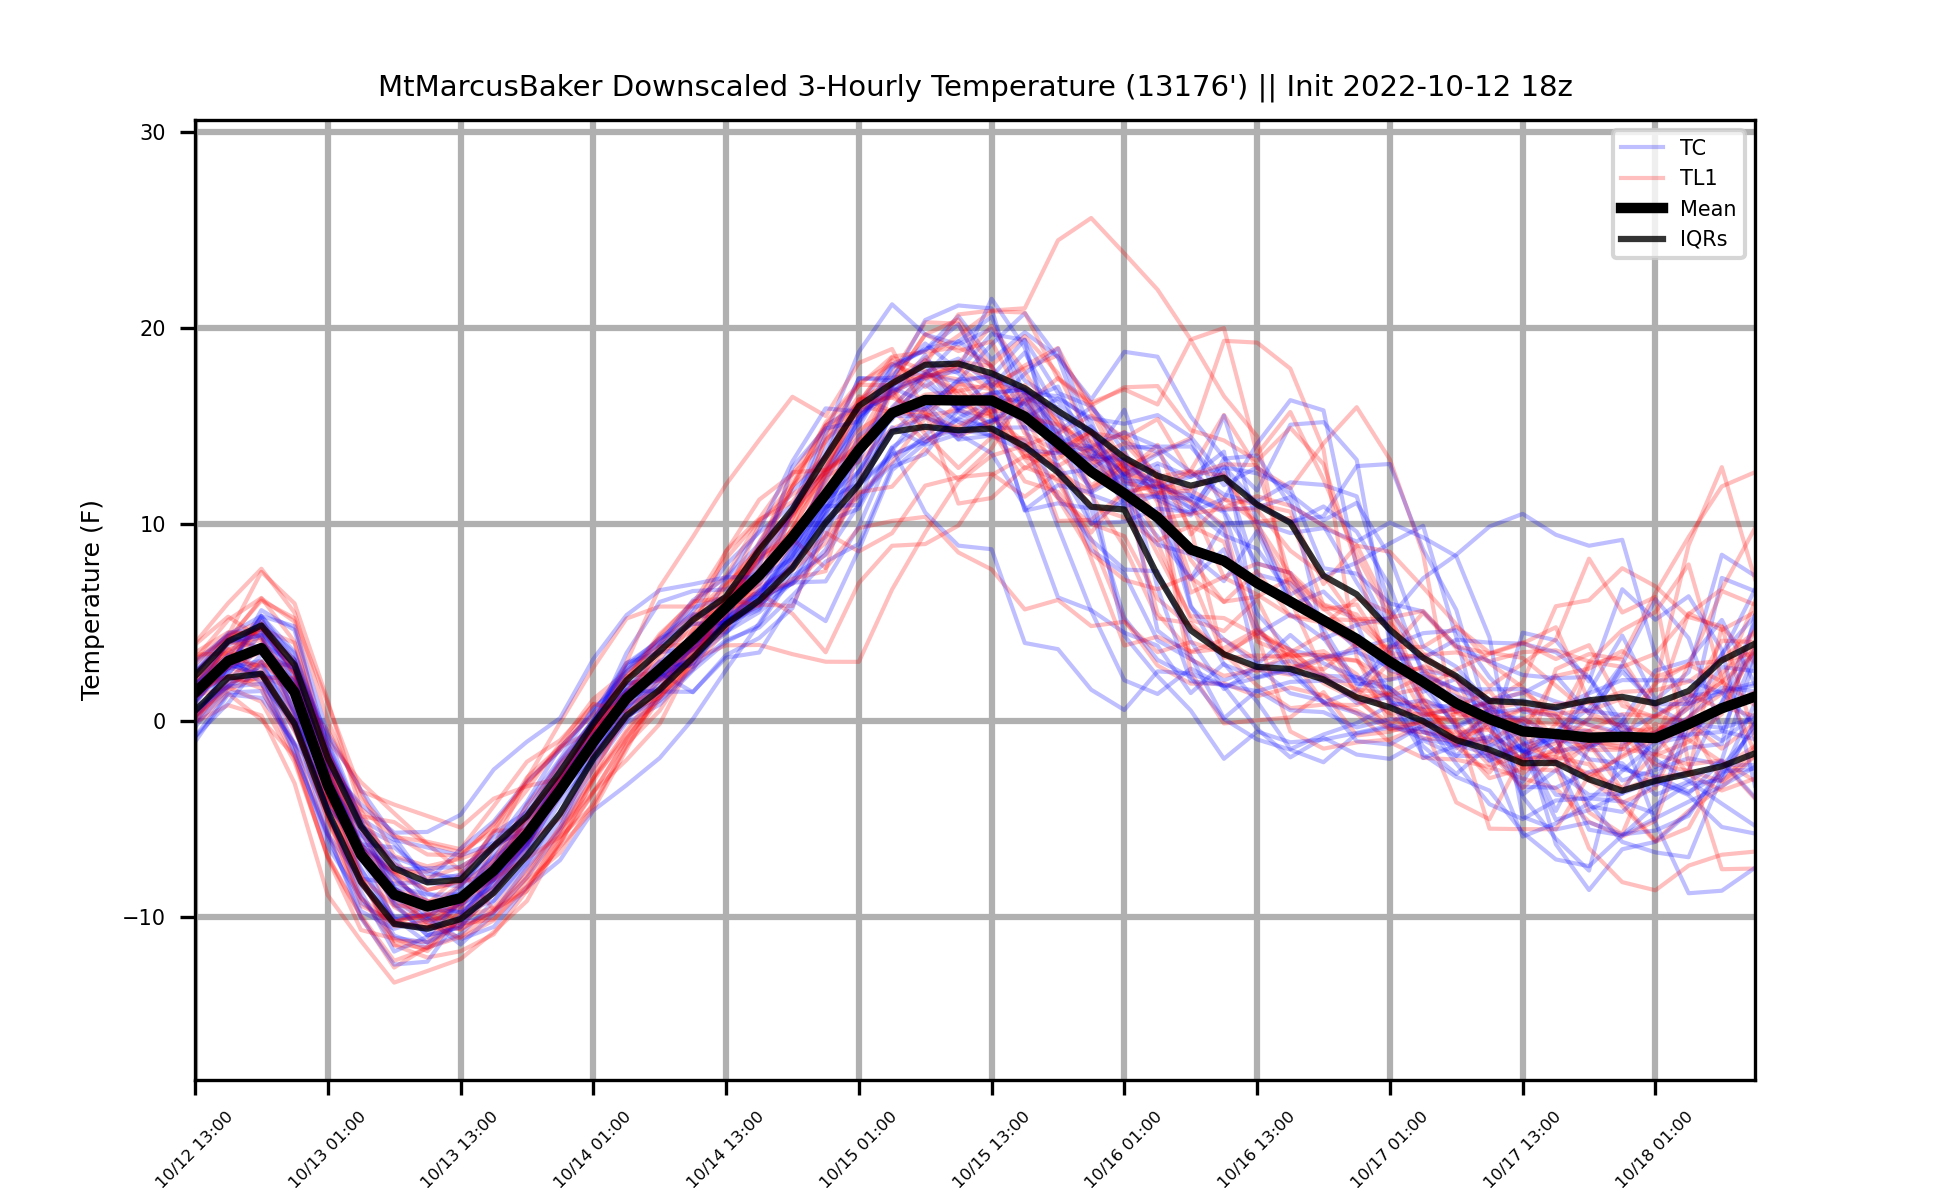 MtMarcusBaker Downscaled 3-Hourly Temperature (13176') || Init 2022-10-12 18z
TC
TL1
Mean
IQRs
Temperature (F)
30
20
10
0
−10
10/12 13:00
10/13 01:00
10/13 13:00
10/14 01:00
10/14 13:00
10/15 01:00
10/15 13:00
10/16 01:00
10/16 13:00
10/17 01:00
10/17 13:00
10/18 01:00